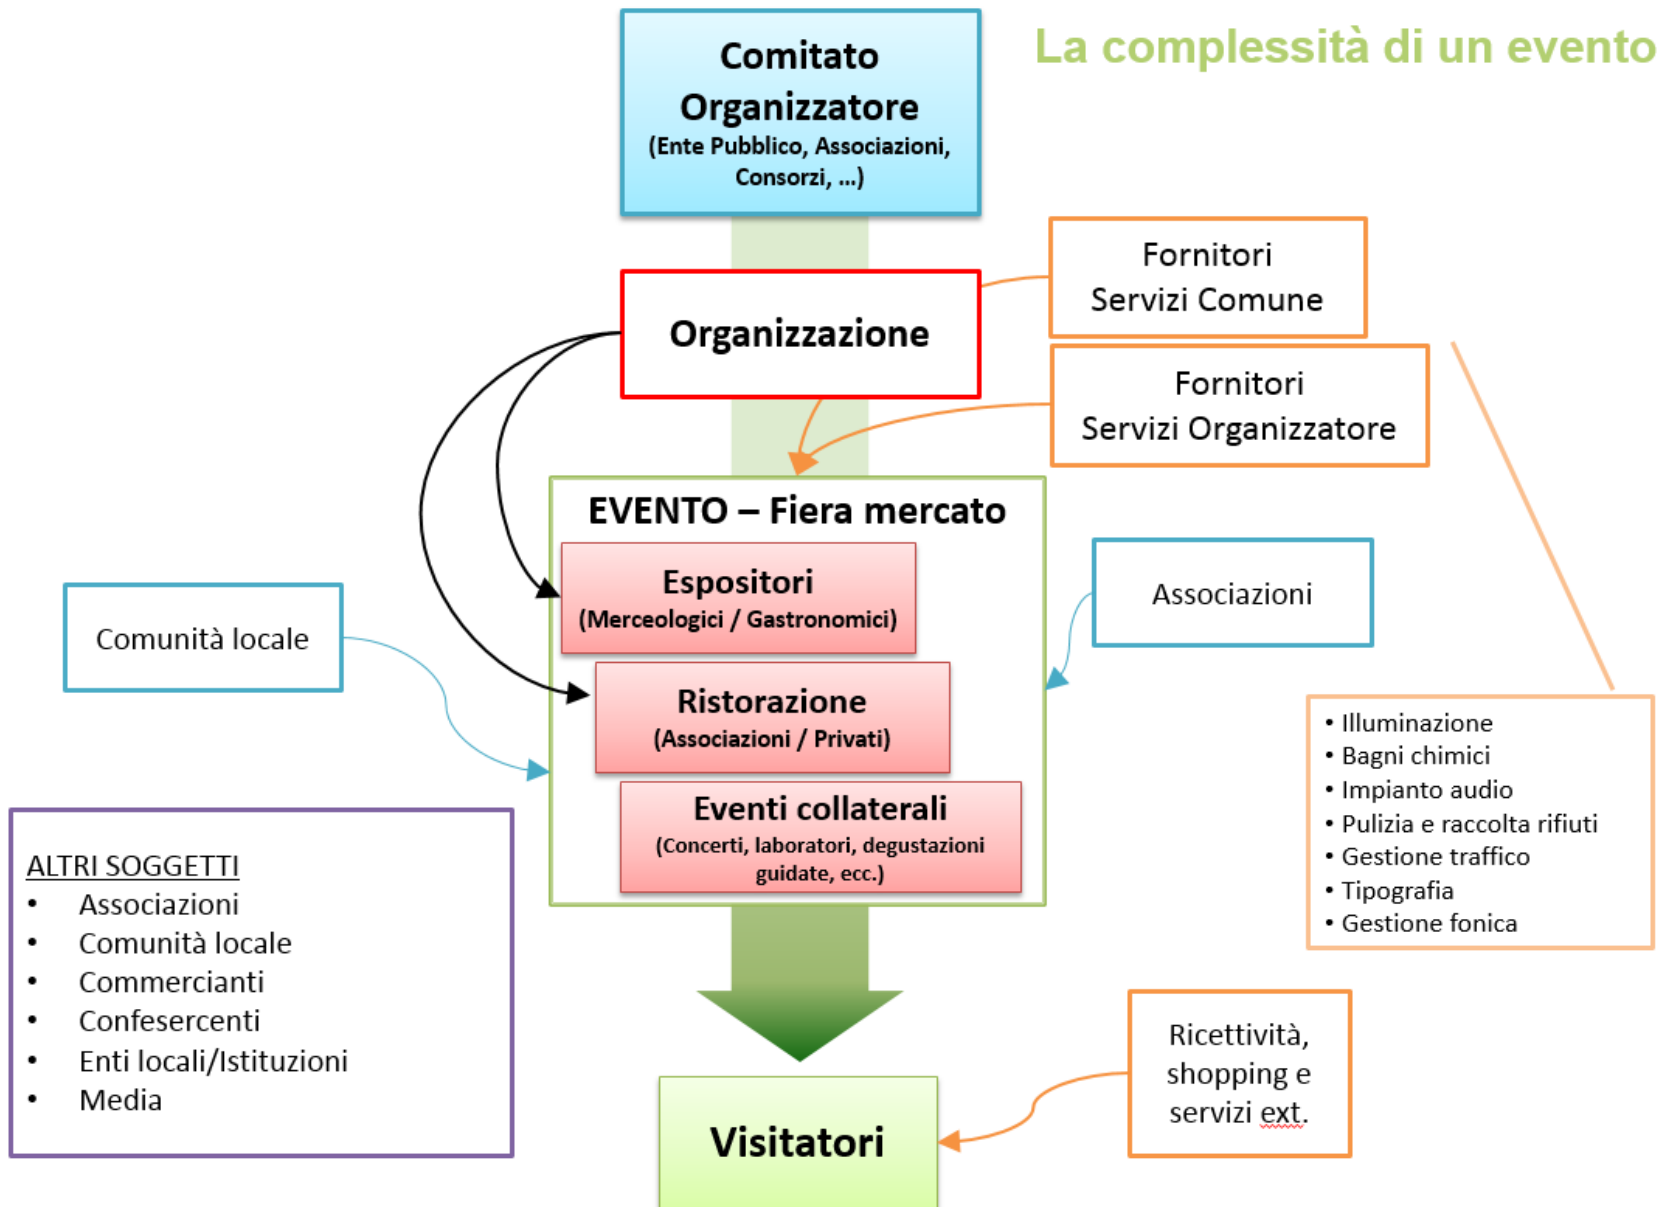 La complessità di un evento
Comitato
Organizzatore
(Ente Pubblico, Associazioni,
Consorzi, ...)
Fornitori
Servizi Comune
Organizzazione
Fornitori
Servizi Organizzatore
EVENTO – Fiera mercato
Espositori
(Merceologici / Gastronomici)
Associazioni
Comunità locale
Ristorazione
(Associazioni / Privati)
Eventi collaterali
(Concerti, laboratori, degustazioni
guidate, ecc.)
• Illuminazione
• Bagni chimici
• Impianto audio
• Pulizia e raccolta rifiuti
• Gestione traffico
• Tipografia
• Gestione fonica
ALTRI SOGGETTI
• Associazioni
• Comunità locale
• Commercianti
• Confesercenti
• Enti locali/Istituzioni
• Media
Ricettività,
shopping e
servizi ext.
Visitatori